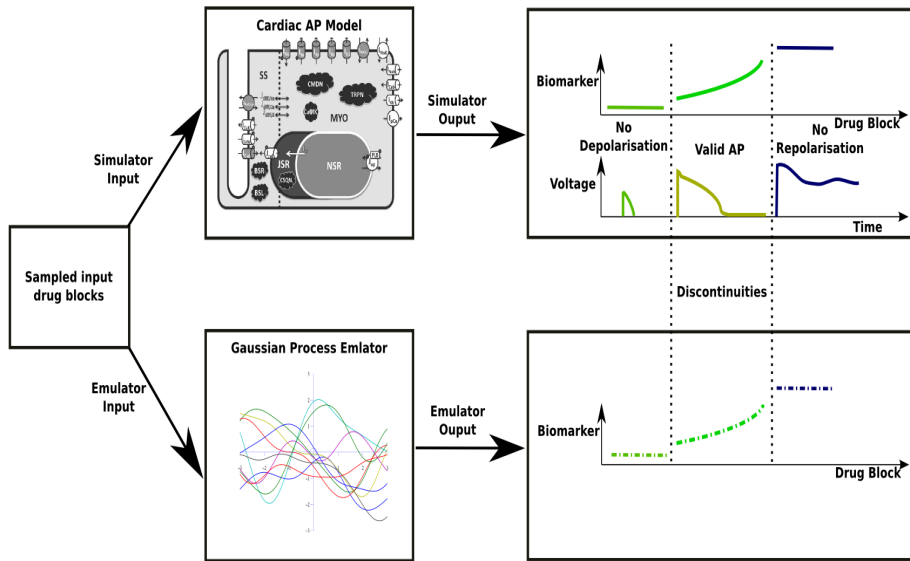 Cardiac AP Model
SS
CMDN
TRPN
MYO
JSR
NSR
CSQN
BSR
BSL
Simulator
Input
Simulator
Ouput
Biomarker
Drug Block
No
Depolarisation
Valid AP
No
Repolarisation
Voltage
Time
Sampled input
drug blocks
Discontinuities
Emulator
Input
Gaussian Process Emlator
Emulator
Ouput
Biomarker
Drug Block